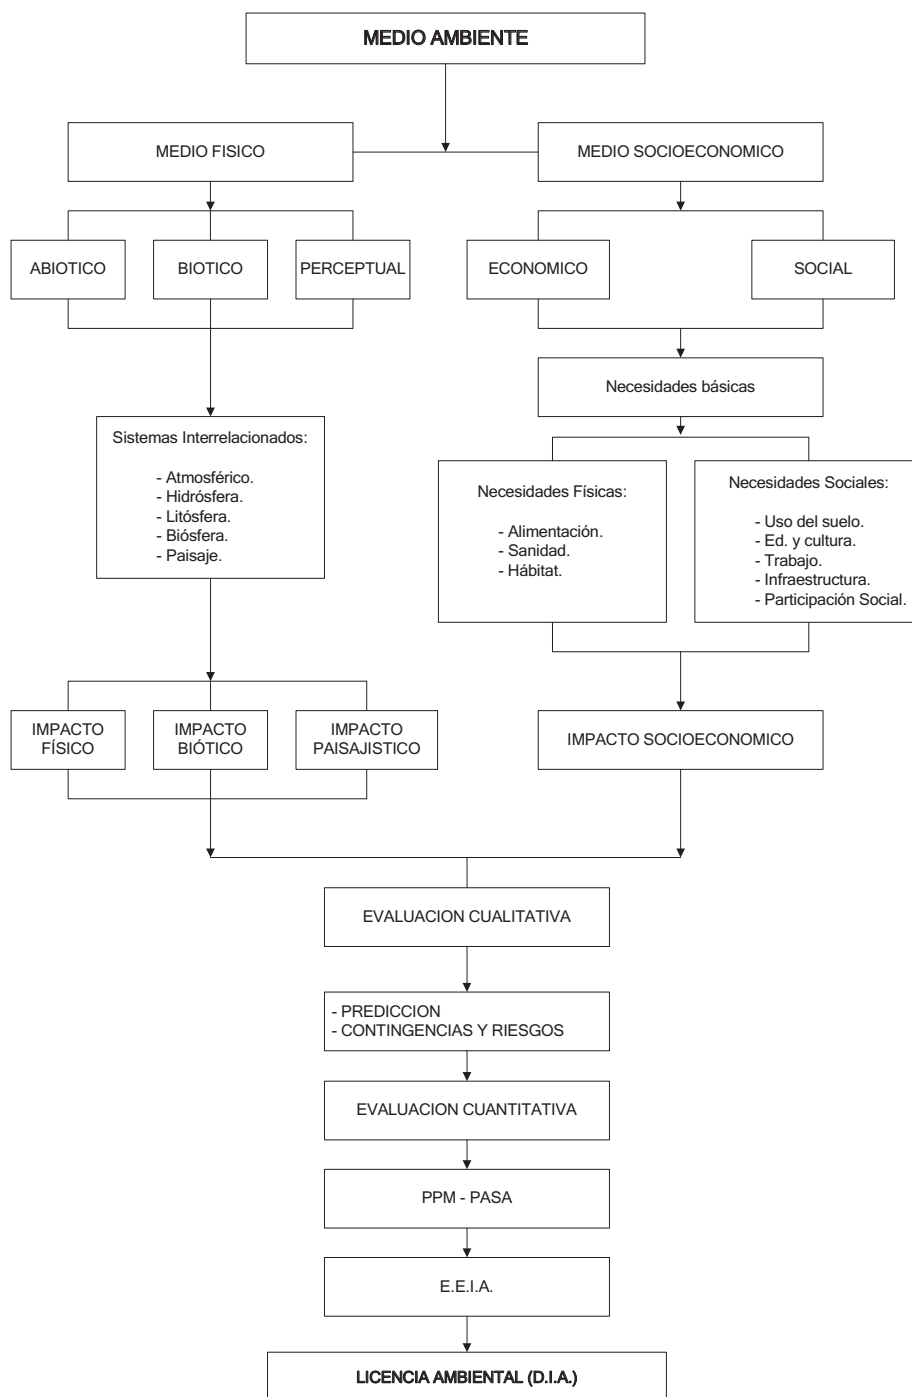 MEDIO AMBIENTE
MEDIO FISICO
MEDIO SOCIOECONOMICO
ABIOTICO
BIOTICO
PERCEPTUAL
ECONOMICO
SOCIAL
Necesidades básicas
Sistemas Interrelacionados:
- Atmosférico.
- Hidrósfera.
- Litósfera.
- Biósfera.
- Paisaje.
Necesidades Físicas:
- Alimentación.
- Sanidad.
- Hábitat.
Necesidades Sociales:
- Uso del suelo.
- Ed. y cultura.
- Trabajo.
- Infraestructura.
- Participación Social.
IMPACTO
FÍSICO
IMPACTO
BIÓTICO
IMPACTO
PAISAJISTICO
IMPACTO SOCIOECONOMICO
EVALUACION CUALITATIVA
- PREDICCION
- CONTINGENCIAS Y RIESGOS
EVALUACION CUANTITATIVA
PPM - PASA
E.E.I.A.
LICENCIA AMBIENTAL (D.I.A.)